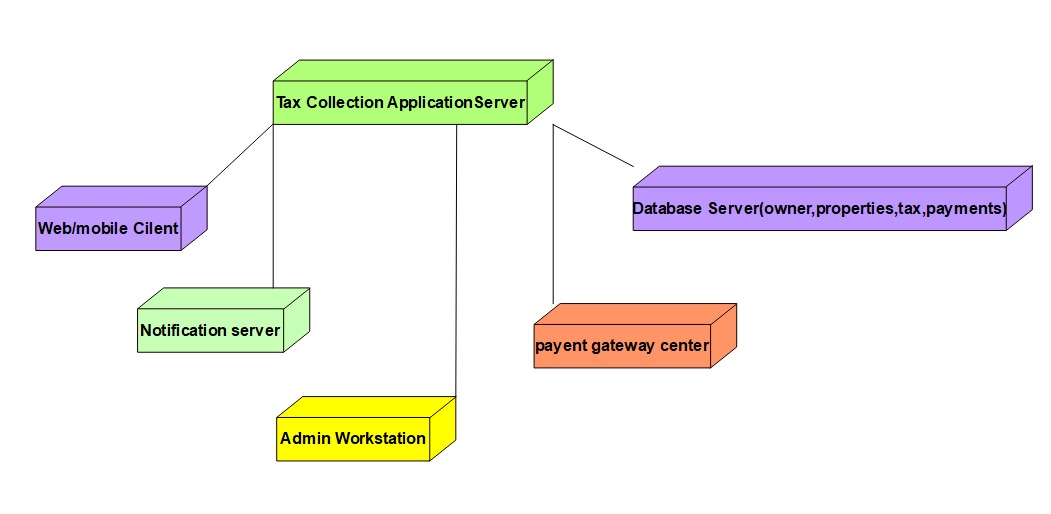 Tax Collection ApplicationServer
Database Server(owner,properties,tax,payments)
Web/mobile Cilent
Notification server
payent gateway center
Admin Workstation